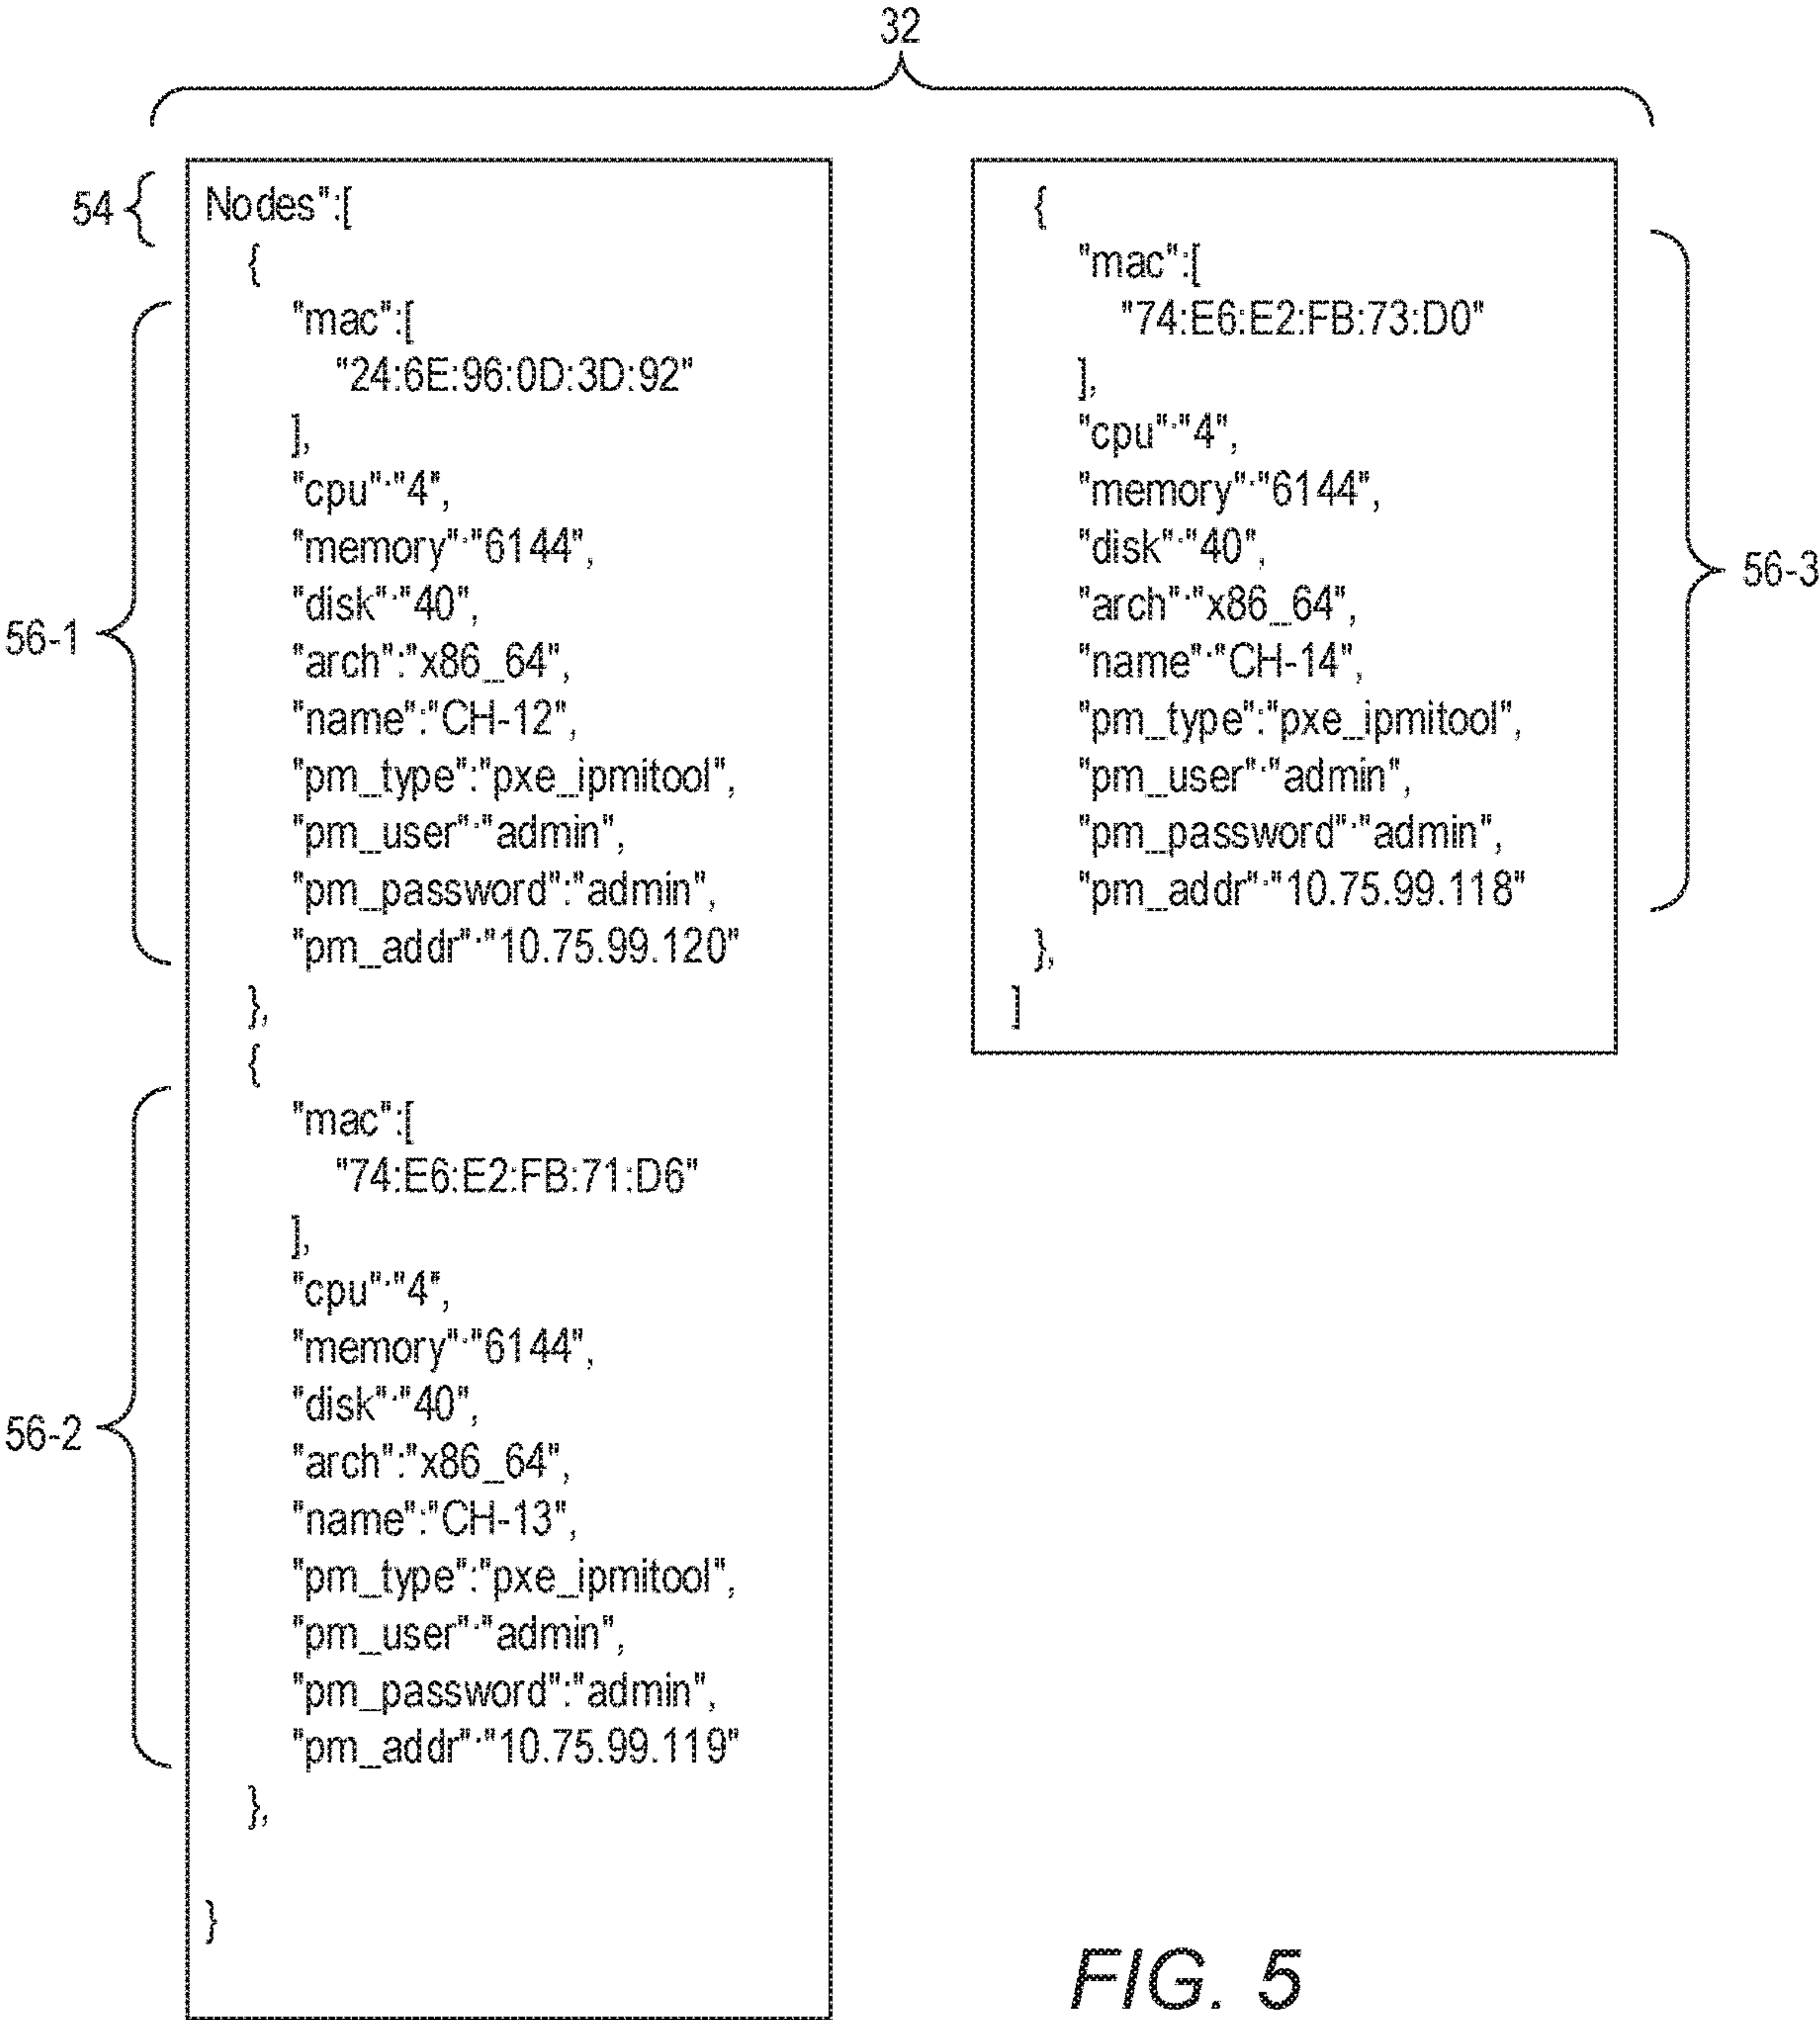 32
54
Nodes":[
{
"mac":[
"24:6E:96:0D:3D:92"
],
"cpu":"4",
"memory":"6144",
"disk":"40",
56-1
"arch":"x86_64",
"name":"CH-12",
"pm_type":"pxe_ipmitool",
"pm_user":"admin",
"pm_password":"admin",
"pm_addr":"10.75.99.120"
},
{
"mac":[
"74:E6:E2:FB:71:D6"
],
"cpu":"4",
"memory":"6144",
"disk":"40",
56-2
"arch":"x86_64",
"name":"CH-13",
"pm_type":"pxe_ipmitool",
"pm_user":"admin",
"pm_password":"admin",
"pm_addr":"10.75.99.119"
},
}
{
"mac":[
"74:E6:E2:FB:73:D0"
],
"cpu":"4",
"memory":"6144",
"disk":"40",
56-3
"arch":"x86_64",
"name":"CH-14",
"pm_type":"pxe_ipmitool",
"pm_user":"admin",
"pm_password":"admin",
"pm_addr":"10.75.99.118"
},
]
FIG. 5